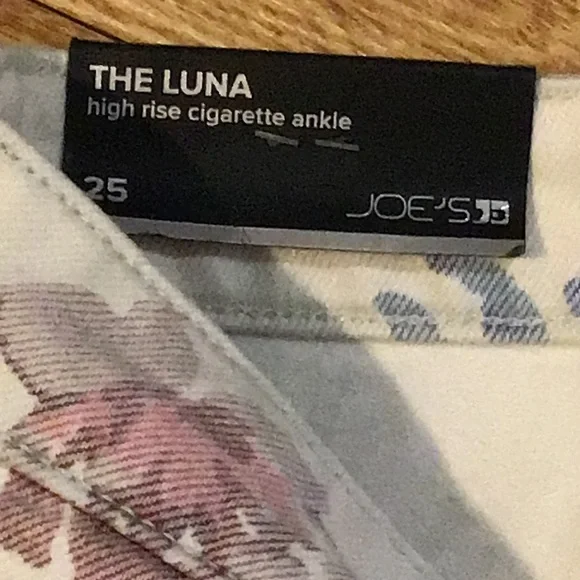 THE LUNA
high rise cigarette ankle
25
JOE'S